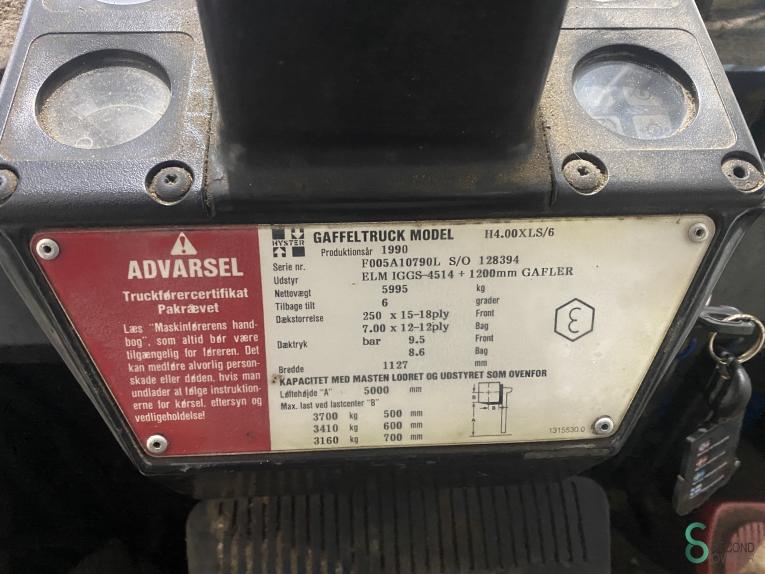 ADVARSEL
Truckførercertifikat
Pakrævet
Læs "Maskinførerens hand-
bog", som altid bør være
tilgængelig for føreren. Det
kan medføre alvorlig person-
skade eller døden, hvis man
undlader at følge instruktion-
erne for kørsel, eftersyn og
vedligeholdelse!
HYSTER GAFFELTRUCK MODEL H4.00XLS/6
Produktionsår 1990
Serie nr. F005A10790L S/O 128394
Udstyr ELM IGGS-4514 + 1200mm GAFLER
Nettovægt 5995 kg
Tilbage tilt 6 grader
Dækstorrelse 250 x 15-18ply Front
7.00 x 12-12ply Bag
Dæktryk bar 9.5 Front
8.6 Bag
Bredde 1127 mm
KAPACITET MED MASTEN LODRET OG UDSTYRET SOM OVENFOR
Løftehøjde "A" 5000 mm
Max. last ved lastcenter "B"
3700 kg 500 mm
3410 kg 600 mm
3160 kg 700 mm
B
B
A
1315530.0
SECOND